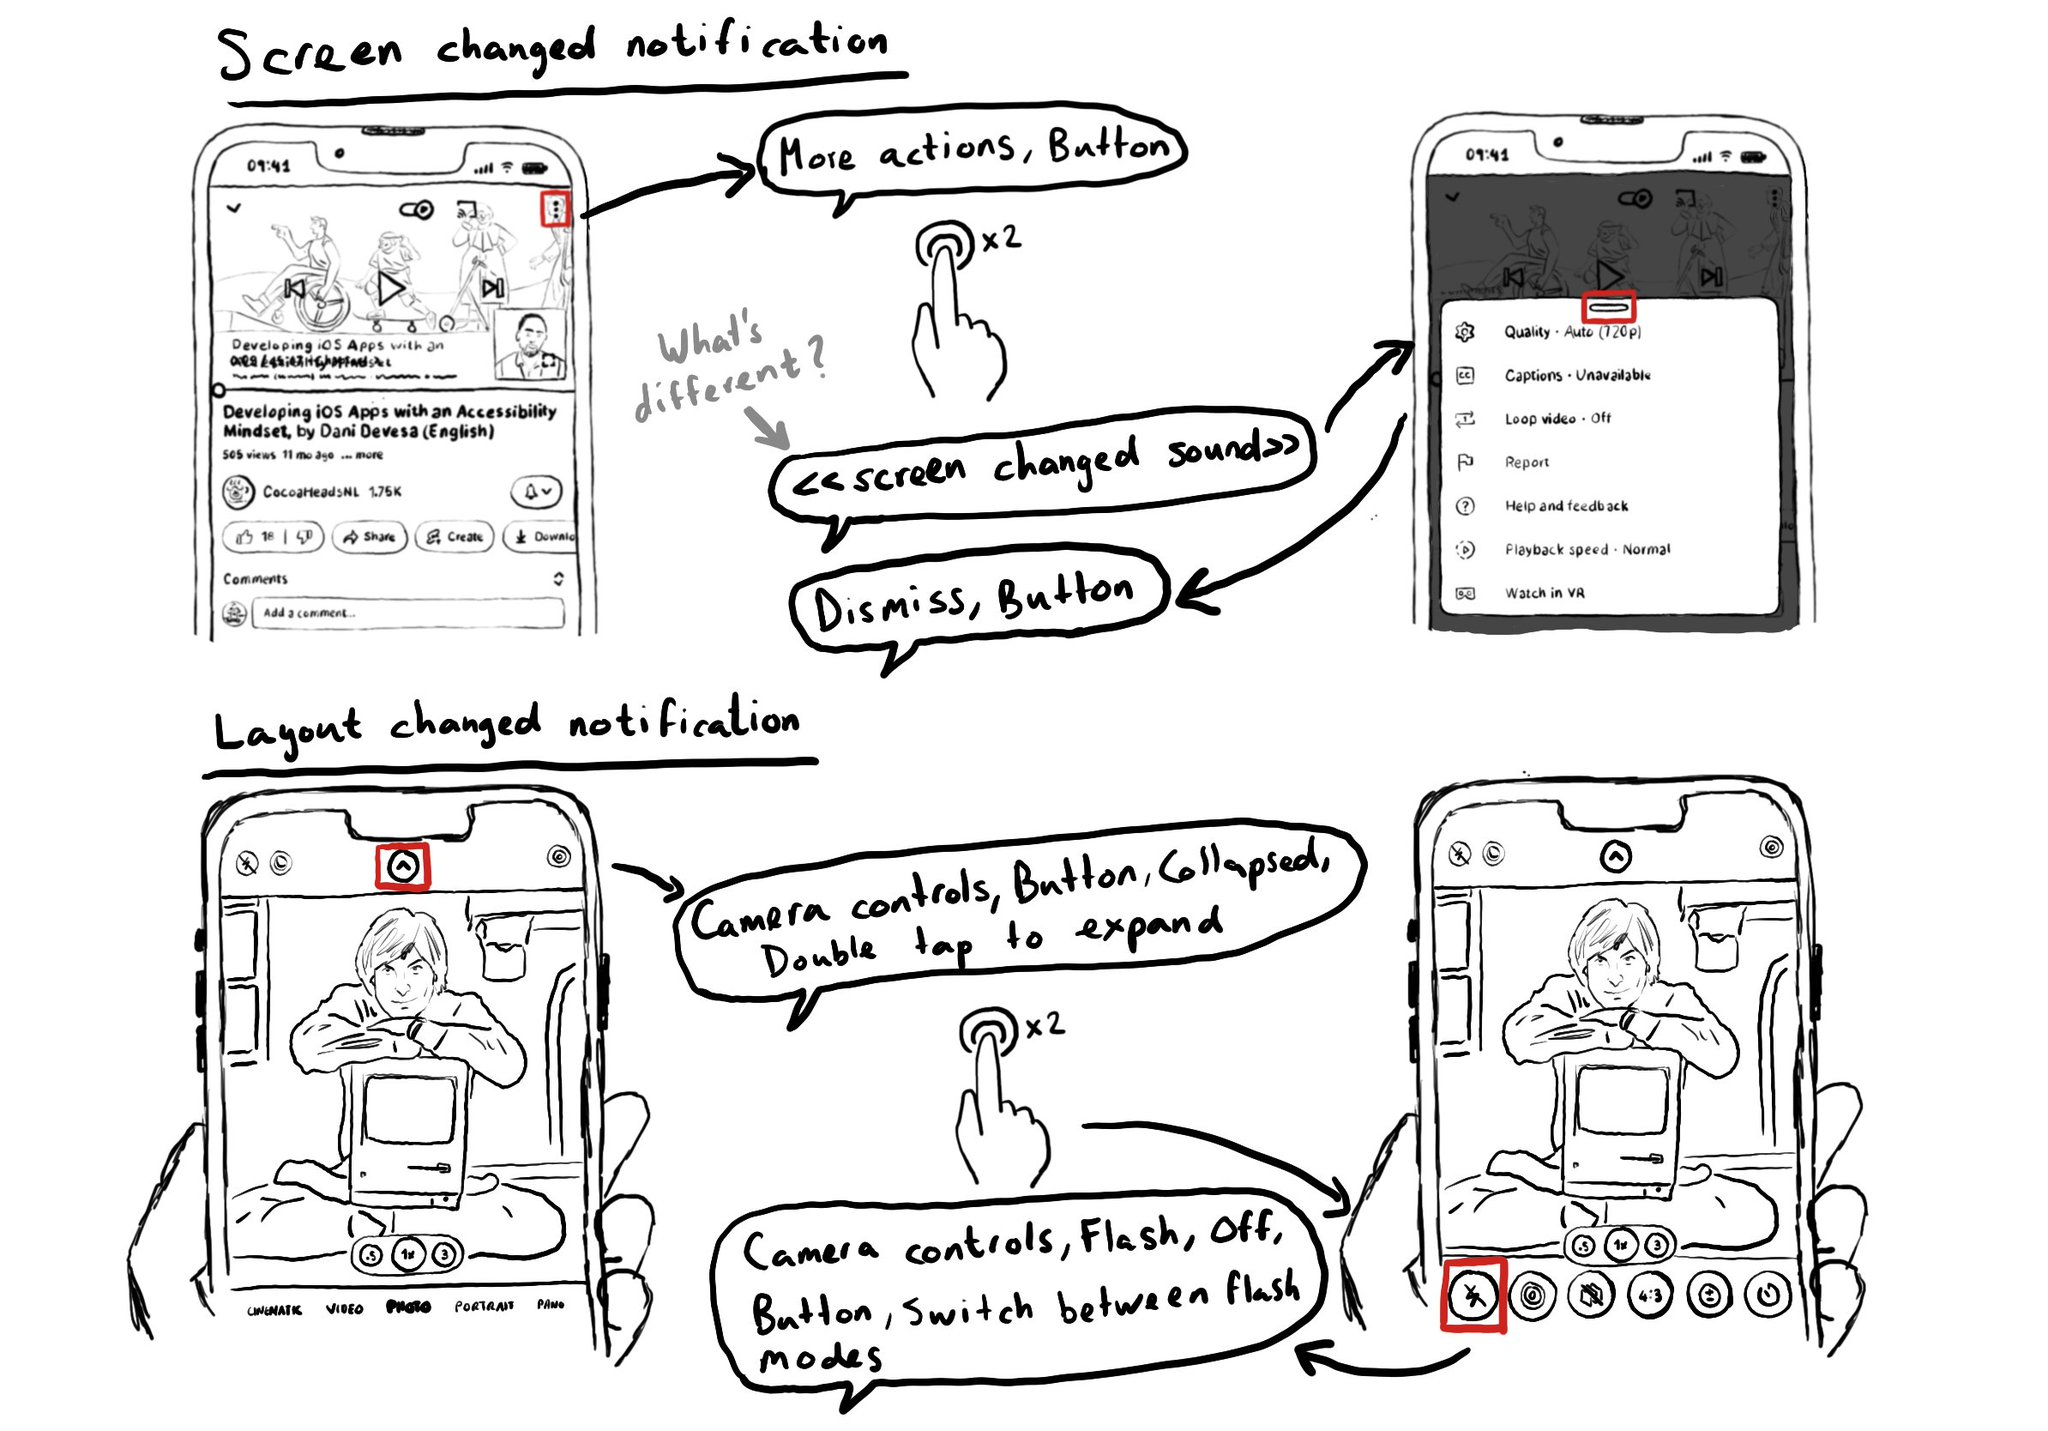 Screen changed notification
09:41
Developing iOS Apps with an
Developing iOS Apps with an Accessibility
Mindset, by Dani Devesa (English)
505 views 11 mo ago ... more
CocoaHeadsNL 1.75K
18 | Share Create Downlo
Comments
Add a comment...
More actions, Button
x2
What's
different?
<<screen changed sound>>
Dismiss, Button
09:41
Quality · Auto (720p)
CC Captions · Unavailable
Loop video · Off
Report
? Help and feedback
Playback speed · Normal
Watch in VR
Layout changed notification
.5 1x 3
CINEMATIC VIDEO PHOTO PORTRAIT PANO
Camera controls, Button, Collapsed,
Double tap to expand
x2
Camera controls, Flash, Off,
Button, Switch between flash
modes
.5 1x 3
4:3